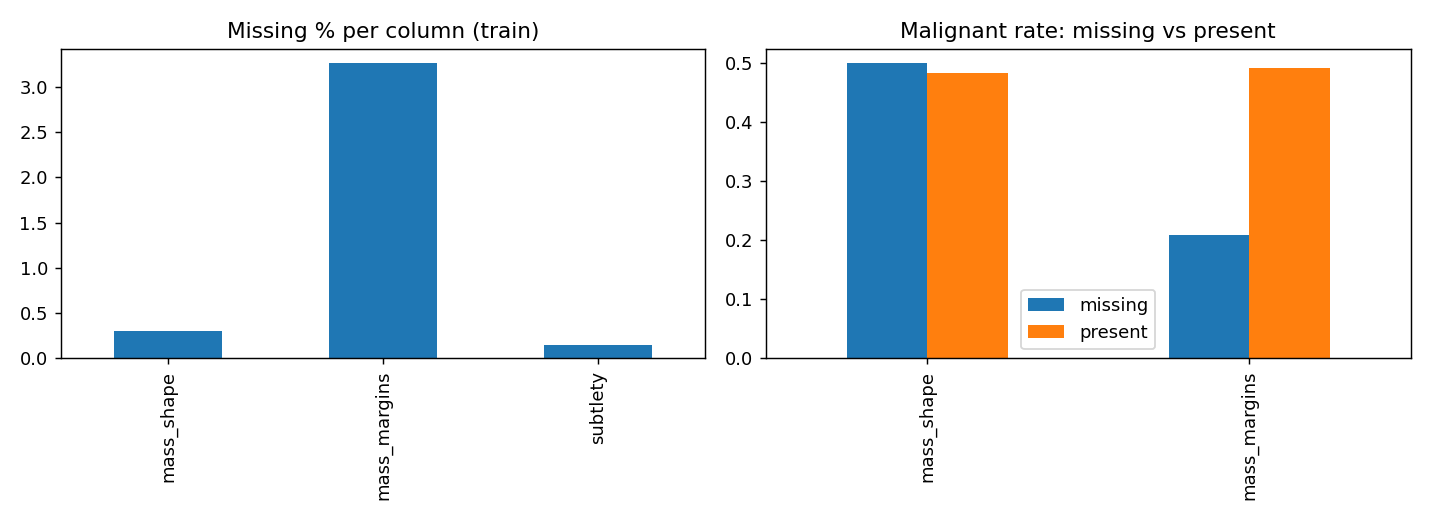 Missing % per column (train)
3.0
2.5
2.0
1.5
1.0
0.5
0.0
mass_shape
mass_margins
subtlety
Malignant rate: missing vs present
0.5
0.4
0.3
0.2
0.1
0.0
missing
present
mass_shape
mass_margins